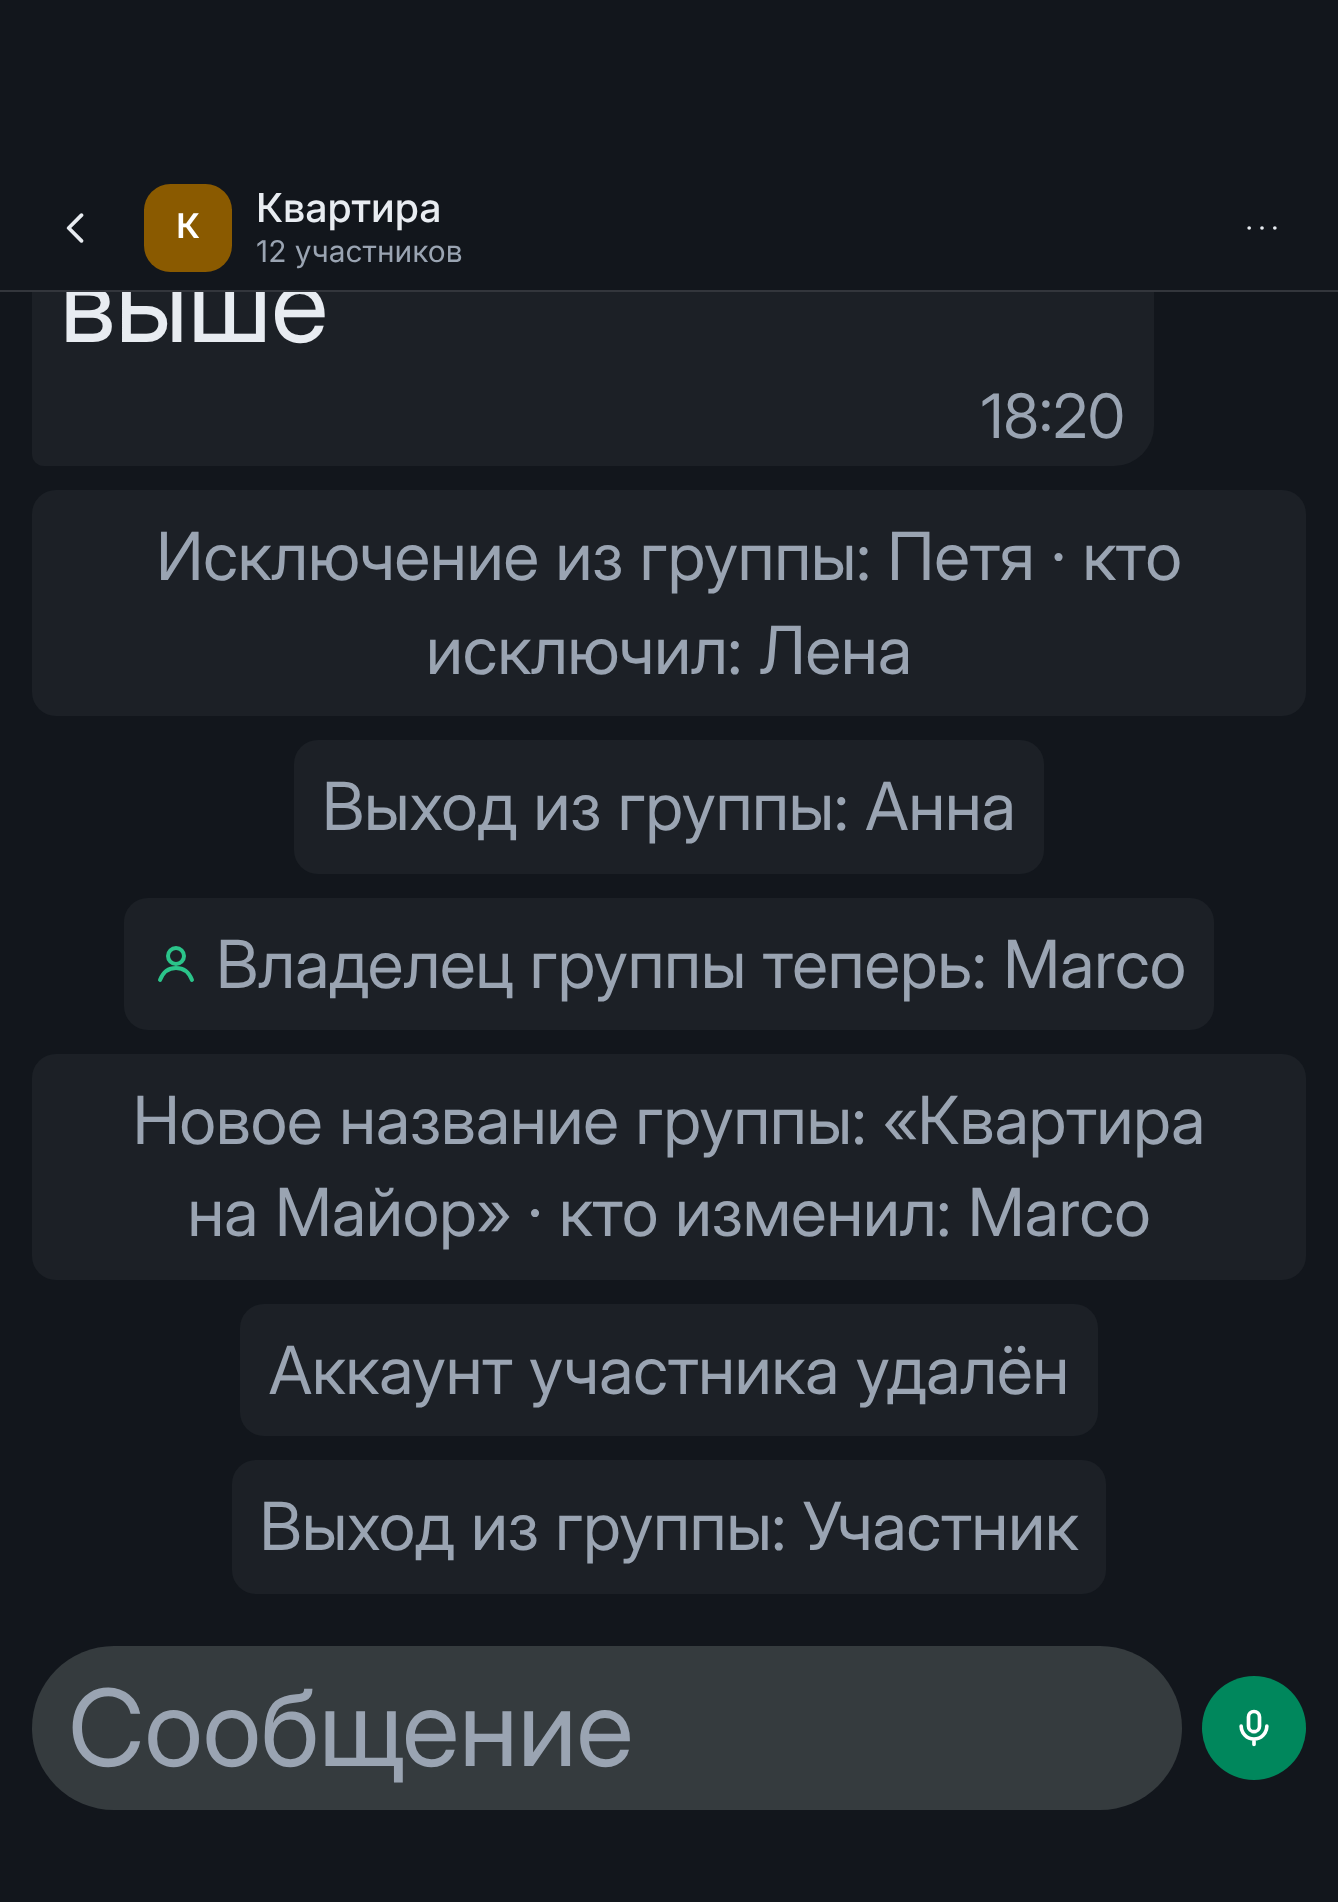 К
Квартира
12 участников
выше
18:20
Исключение из группы: Петя · кто
исключил: Лена
Выход из группы: Анна
Владелец группы теперь: Marco
Новое название группы: «Квартира
на Майор» · кто изменил: Marco
Аккаунт участника удалён
Выход из группы: Участник
Сообщение